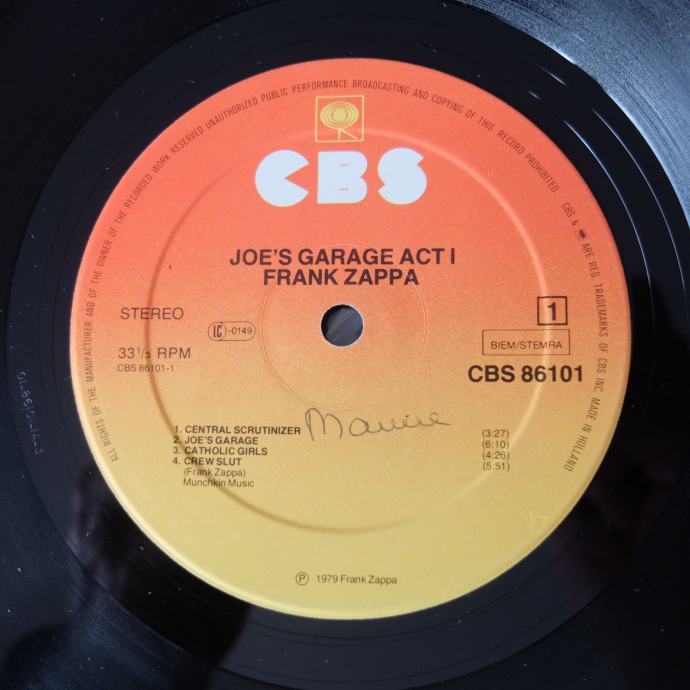 ALL RIGHTS OF THE MANUFACTURER AND OF THE OWNER OF THE RECORDED WORK RESERVED UNAUTHORIZED PUBLIC PERFORMANCE BROADCASTING AND COPYING OF THIS RECORD PROHIBITED CBS & ARE REG. TRADEMARKS OF CBS INC. MADE IN HOLLAND
CBS
JOE'S GARAGE ACT I
FRANK ZAPPA
STEREO
1
IC -0149
33⅓ RPM
BIEM/STEMRA
CBS 86101-1
CBS 86101
1. CENTRAL SCRUTINIZER (3:27)
2. JOE'S GARAGE (6:10)
3. CATHOLIC GIRLS (4:26)
4. CREW SLUT (5:51)
(Frank Zappa)
Munchkin Music
℗ 1979 Frank Zappa